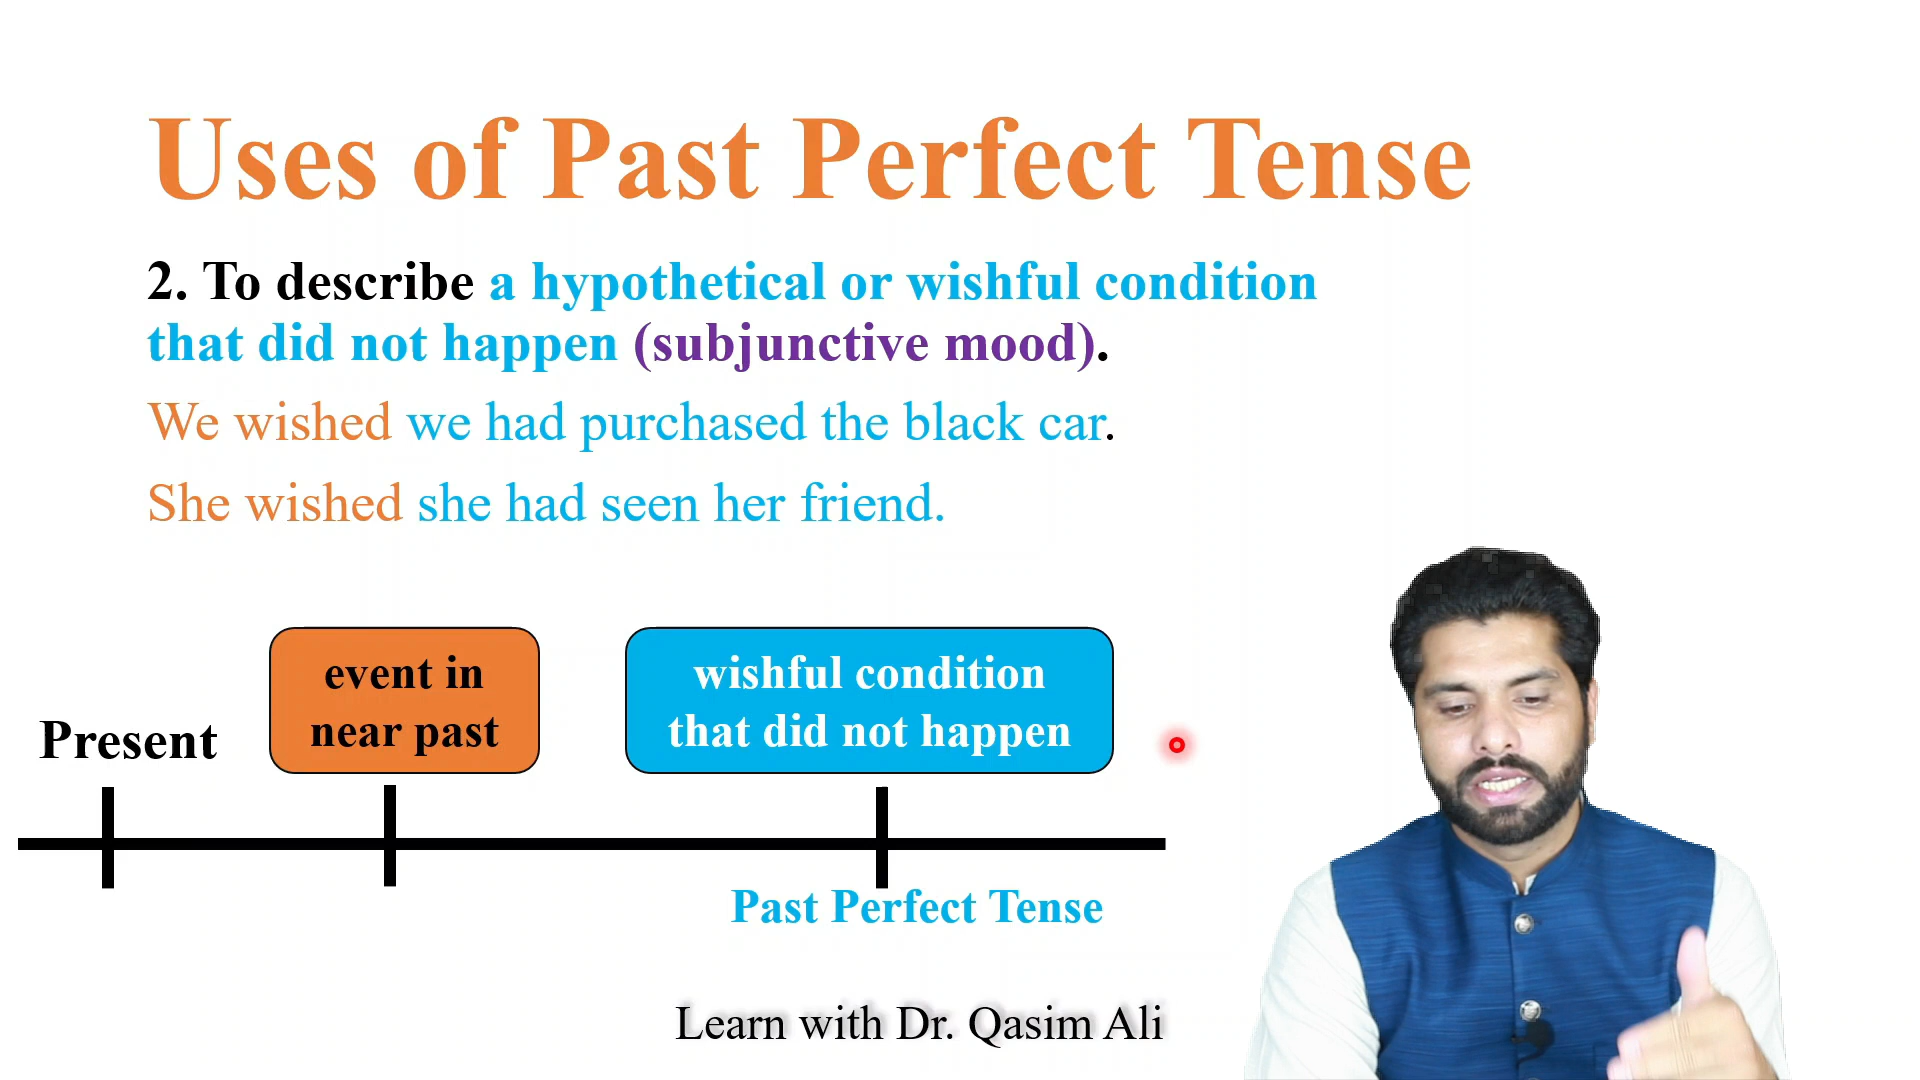 Uses of Past Perfect Tense
2. To describe a hypothetical or wishful condition
that did not happen (subjunctive mood).
We wished we had purchased the black car.
She wished she had seen her friend.
event in
near past
wishful condition
that did not happen
Present
Past Perfect Tense
Learn with Dr. Qasim Ali